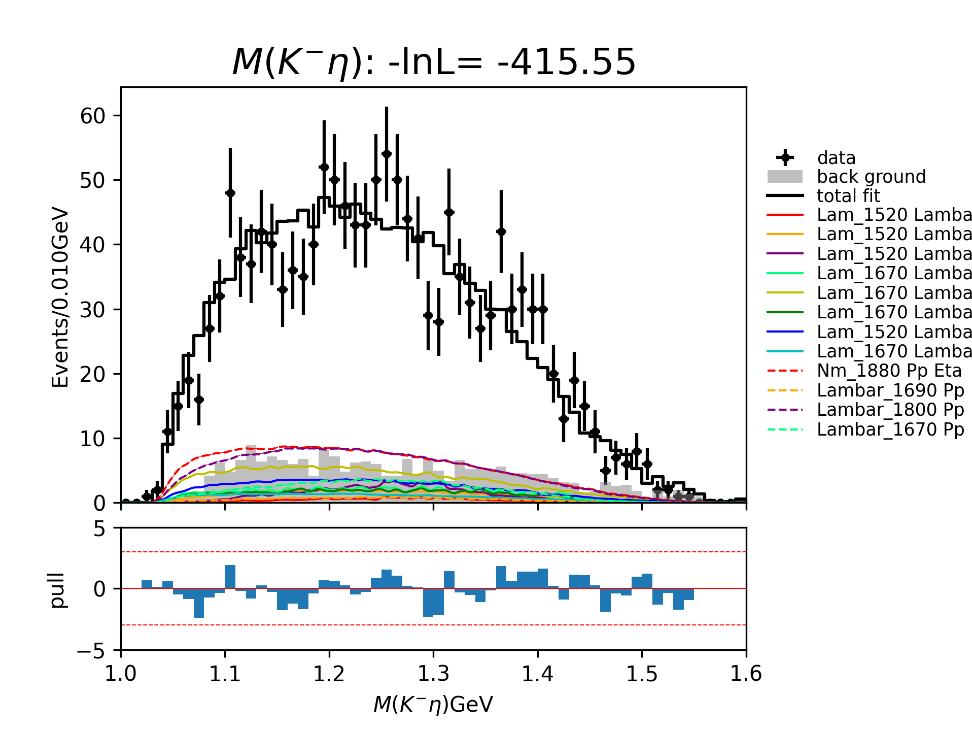 M(K⁻η): -lnL= -415.55
Events/0.010GeV
60
50
40
30
20
10
0
data
back ground
total fit
Lam_1520 Lamba
Lam_1520 Lamba
Lam_1520 Lamba
Lam_1670 Lamba
Lam_1670 Lamba
Lam_1670 Lamba
Lam_1520 Lamba
Lam_1670 Lamba
Nm_1880 Pp Eta
Lambar_1690 Pp
Lambar_1800 Pp
Lambar_1670 Pp
pull
5
0
−5
1.0 1.1 1.2 1.3 1.4 1.5 1.6
M(K⁻η)GeV